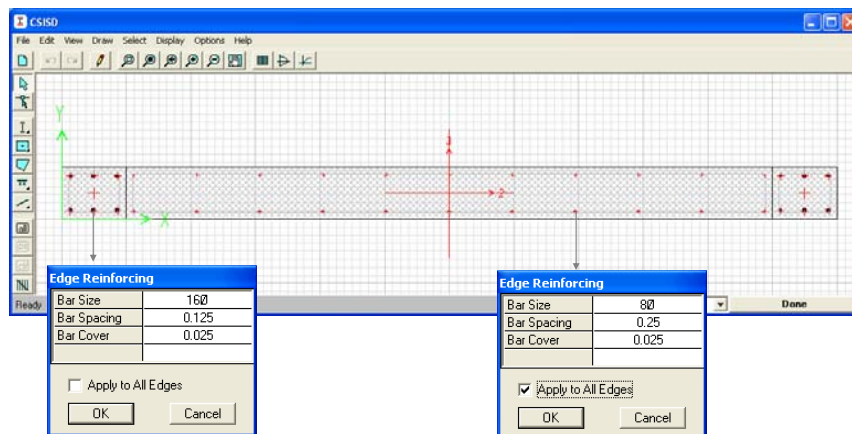 CSISD
File Edit View Draw Select Display Options Help
Y
3
2
X
Ready
Done
Edge Reinforcing
Bar Size 16Ø
Bar Spacing 0.125
Bar Cover 0.025
Apply to All Edges
OK Cancel
Edge Reinforcing
Bar Size 8Ø
Bar Spacing 0.25
Bar Cover 0.025
Apply to All Edges
OK Cancel